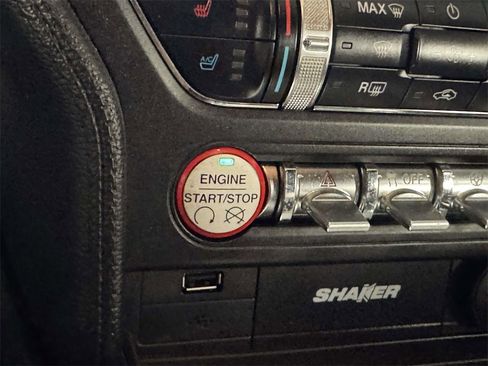 MAX
A/C
R
ENGINE
START/STOP
OFF
SHAKER